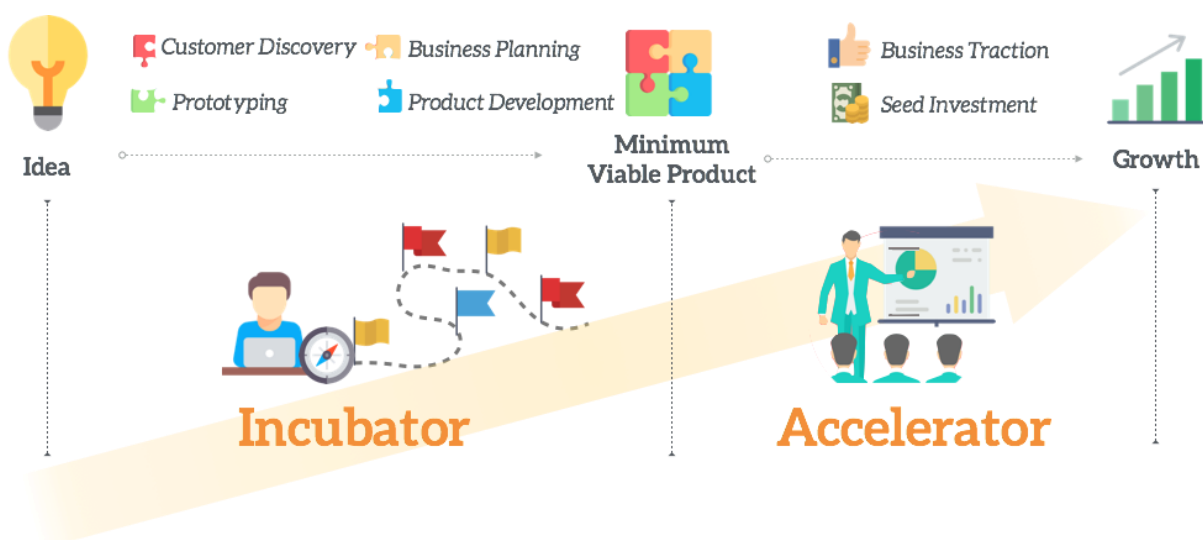 Customer Discovery
Business Planning
Prototyping
Product Development
Business Traction
Seed Investment
Idea
Minimum
Viable Product
Growth
Incubator
Accelerator